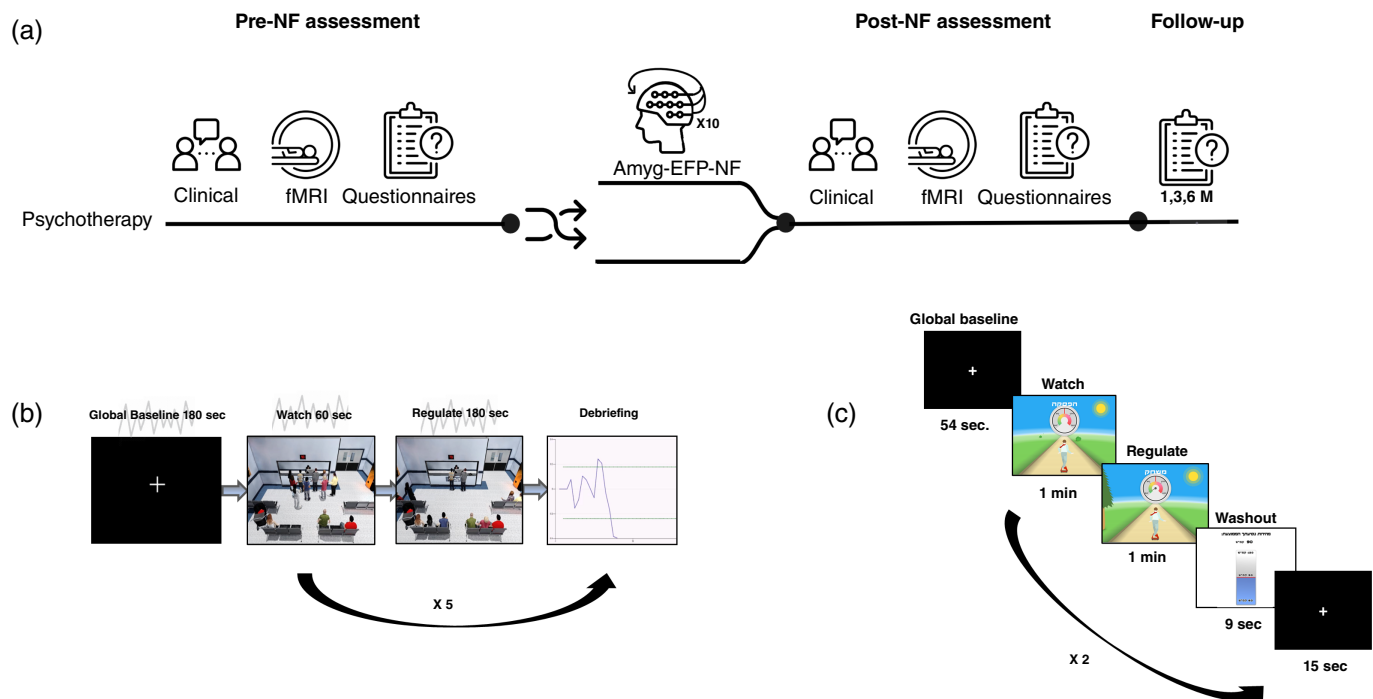 (a)
Pre-NF assessment
Post-NF assessment
Follow-up
X10
?
?
?
Amyg-EFP-NF
Clinical
fMRI
Questionnaires
Clinical
fMRI
Questionnaires
1,3,6 M
Psychotherapy
(b)
Global Baseline 180 sec
Watch 60 sec
Regulate 180 sec
Debriefing
X 5
(c)
Global baseline
54 sec.
Watch
1 min
Regulate
משחק
1 min
Washout
9 sec
15 sec
X 2